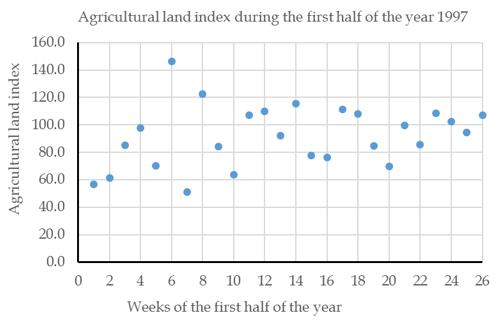 Agricultural land index during the first half of the year 1997
160.0
140.0
120.0
100.0
80.0
60.0
40.0
20.0
0.0
Agricultural land index
0 2 4 6 8 10 12 14 16 18 20 22 24 26
Weeks of the first half of the year